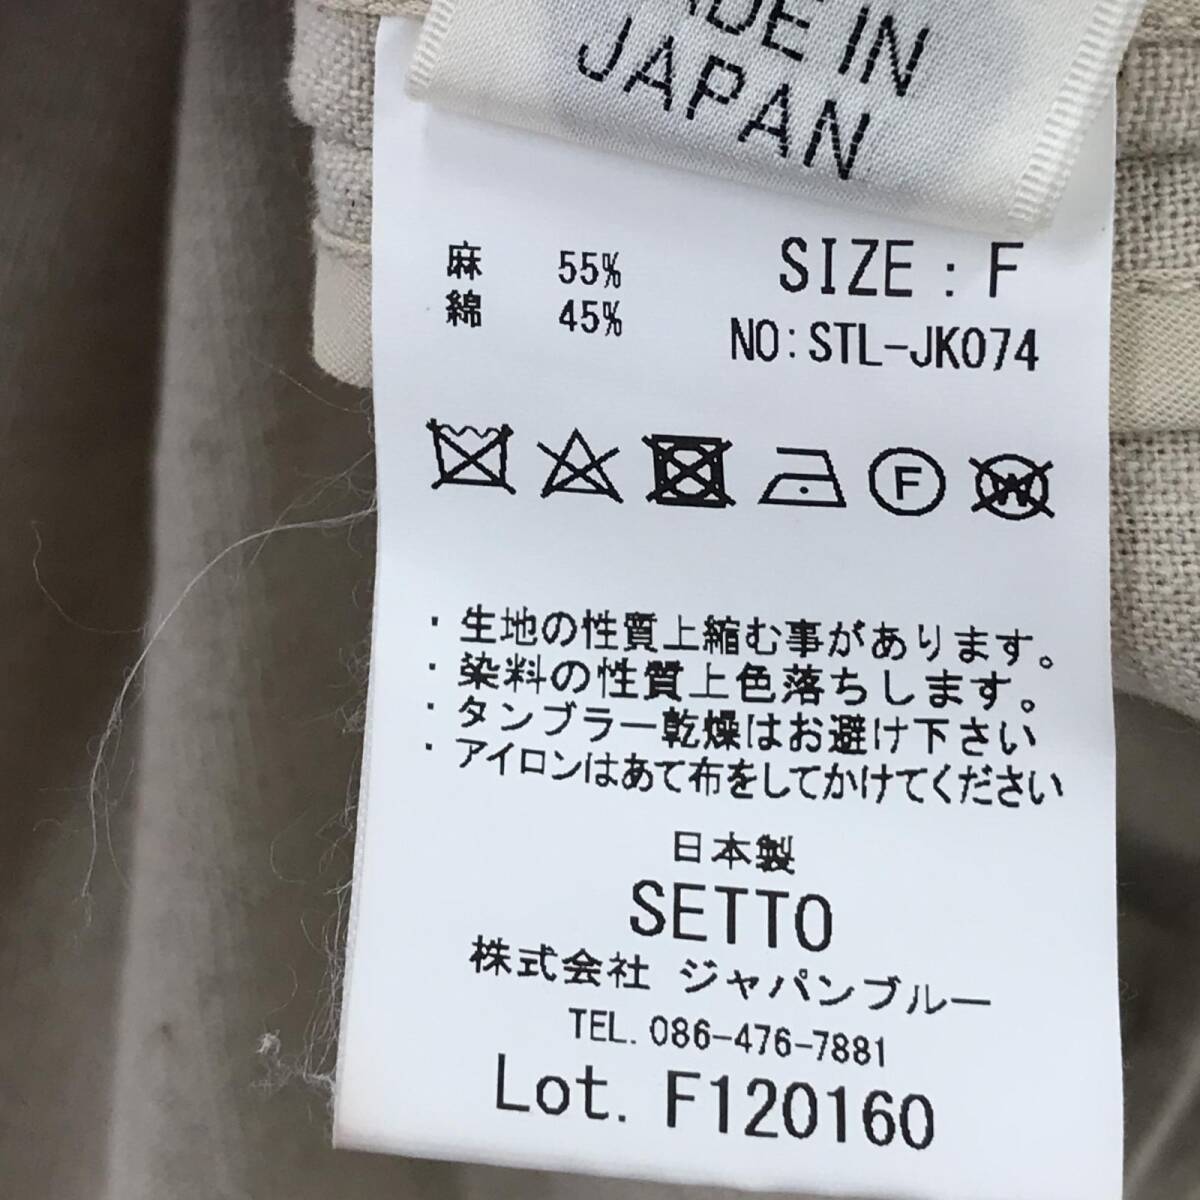 MADE IN
JAPAN
麻 55%
綿 45%
SIZE : F
NO:STL-JK074
F W
・生地の性質上縮む事があります。
・染料の性質上色落ちします。
・タンブラー乾燥はお避け下さい
・アイロンはあて布をしてかけてください
日本製
SETTO
株式会社 ジャパンブルー
TEL. 086-476-7881
Lot. F120160